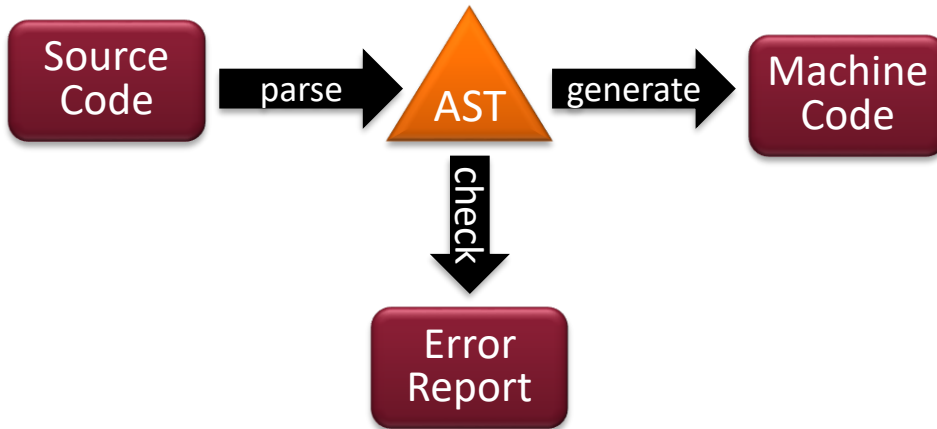 Source
Code
parse
AST
generate
Machine
Code
check
Error
Report